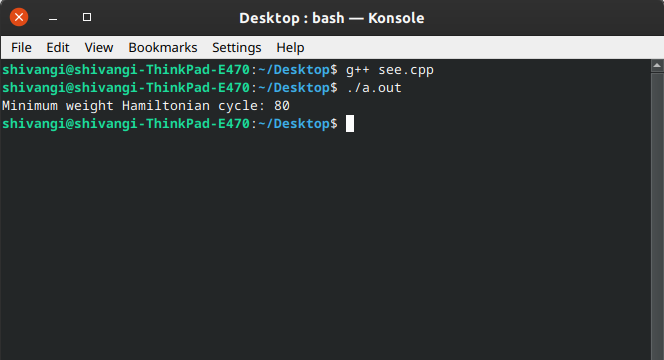 Desktop : bash — Konsole
File Edit View Bookmarks Settings Help
shivangi@shivangi-ThinkPad-E470:~/Desktop$ g++ see.cpp
shivangi@shivangi-ThinkPad-E470:~/Desktop$ ./a.out
Minimum weight Hamiltonian cycle: 80
shivangi@shivangi-ThinkPad-E470:~/Desktop$